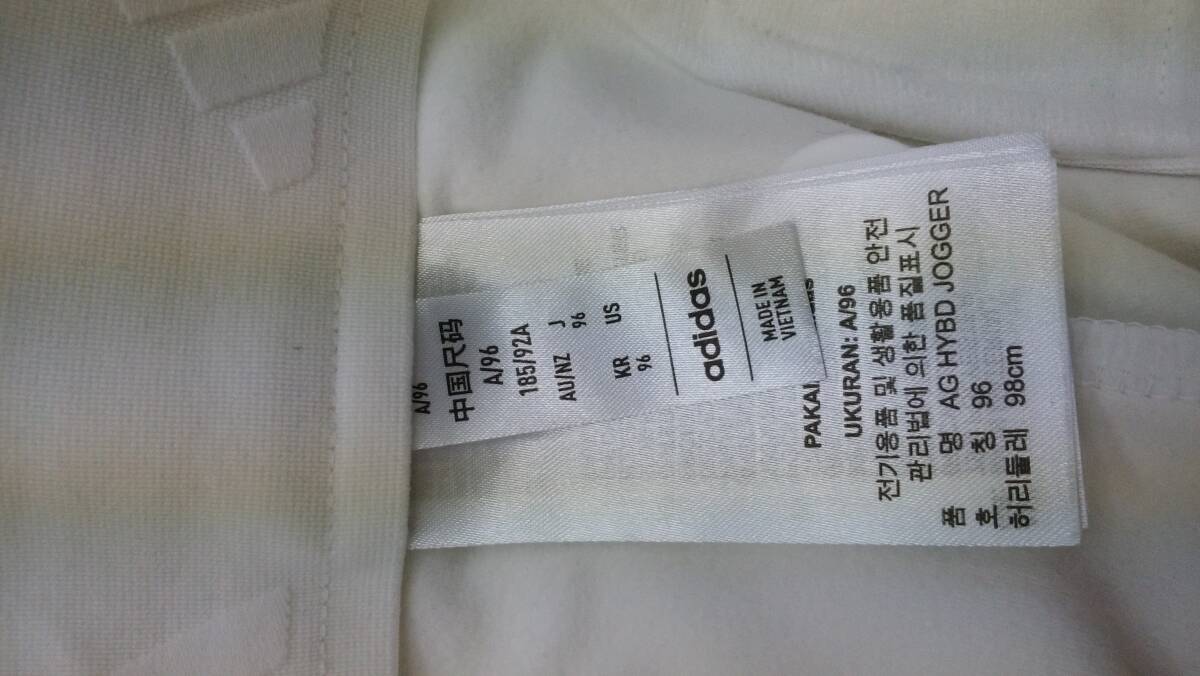 A/96
中国尺码
A/96
185/92A
AU/NZ J
96
KR US
96
adidas
MADE IN
VIETNAM
UKURAN: A/96
전기용품 및 생활용품 안전
관리법에 의한 품질표시
품 명 AG HYBD JOGGER
호 칭 96
허리둘레 98cm